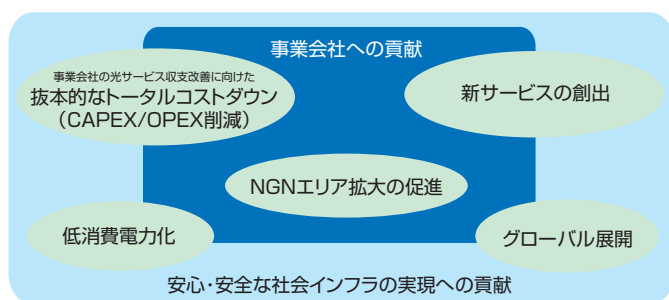 事業会社への貢献
事業会社の光サービス収支改善に向けた
抜本的なトータルコストダウン
（CAPEX/OPEX削減）
新サービスの創出
NGNエリア拡大の促進
低消費電力化
グローバル展開
安心・安全な社会インフラの実現への貢献